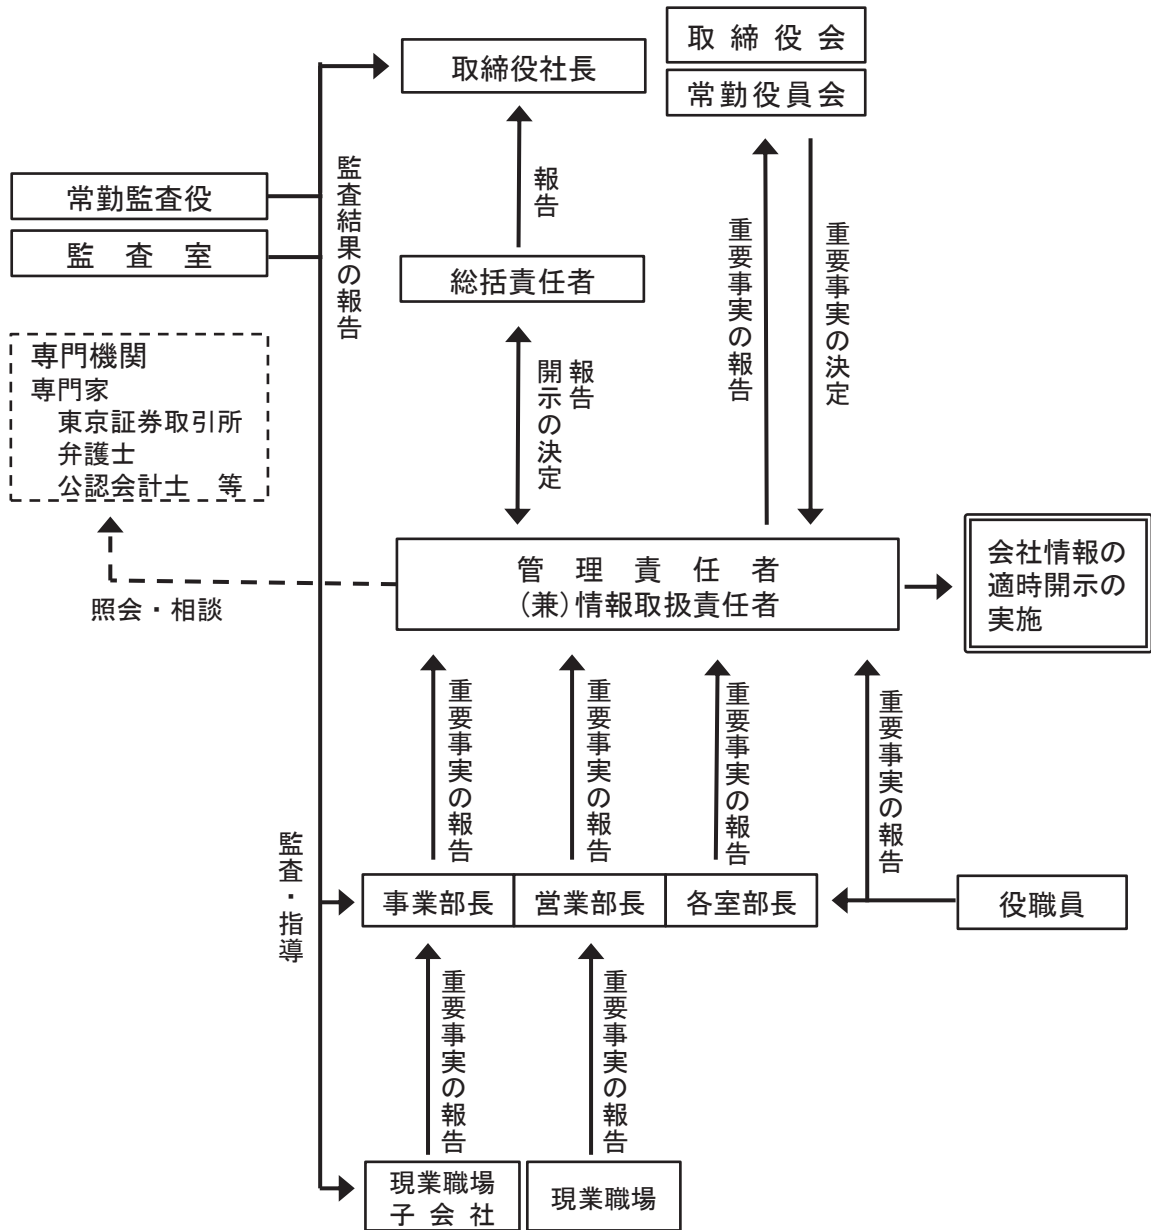 取締役会
取締役社長
常勤役員会
監査結果の報告
報告
常勤監査役
監査室
重要事実の報告
重要事実の決定
総括責任者
専門機関
専門家
東京証券取引所
弁護士
公認会計士 等
報告
開示の決定
管理責任者
(兼)情報取扱責任者
会社情報の
適時開示の
実施
照会・相談
重要事実の報告
重要事実の報告
重要事実の報告
重要事実の報告
監査・指導
事業部長
営業部長
各室部長
役職員
重要事実の報告
重要事実の報告
現業職場
子会社
現業職場